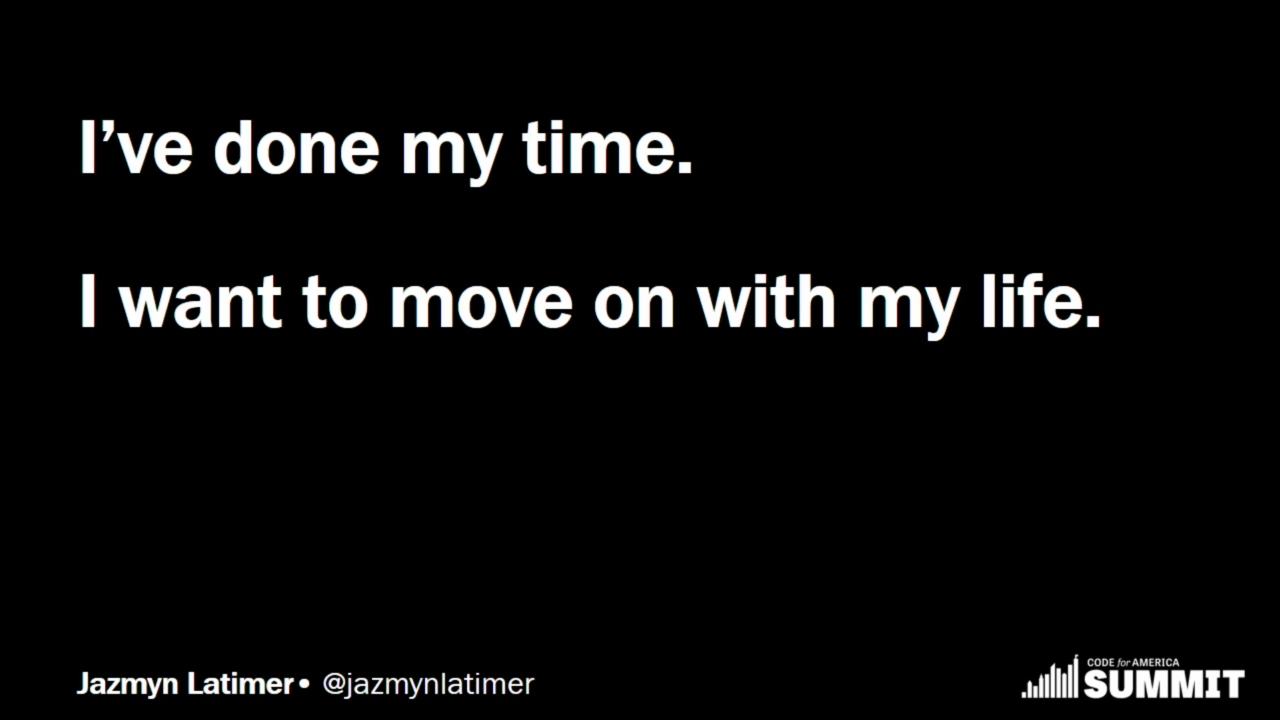 I’ve done my time.
I want to move on with my life.
Jazmyn Latimer • @jazmynlatimer
CODE for AMERICA
SUMMIT